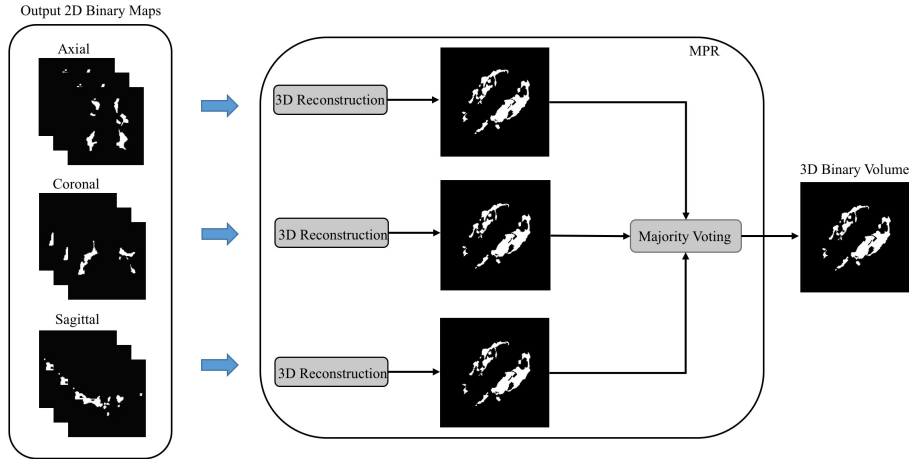 Output 2D Binary Maps
Axial
Coronal
Sagittal
MPR
3D Reconstruction
3D Reconstruction
3D Reconstruction
Majority Voting
3D Binary Volume